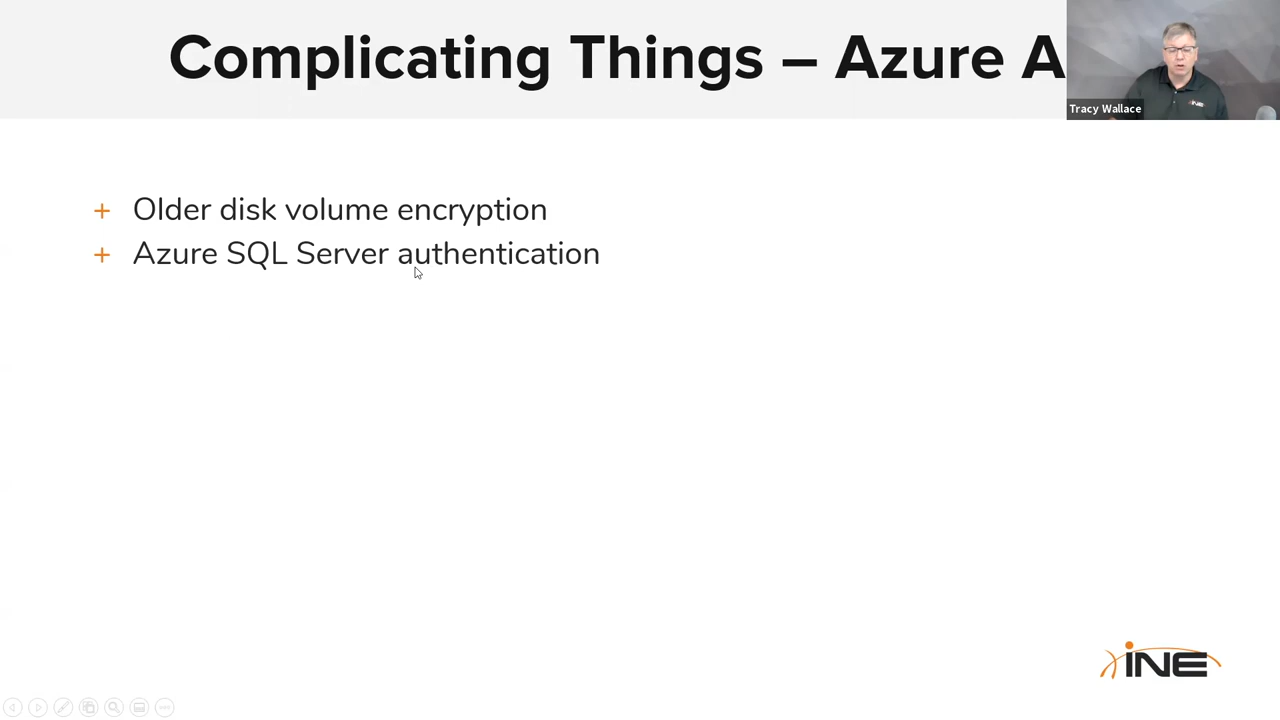 Complicating Things – Azure A
Tracy Wallace
+ Older disk volume encryption
+ Azure SQL Server authentication
iNE